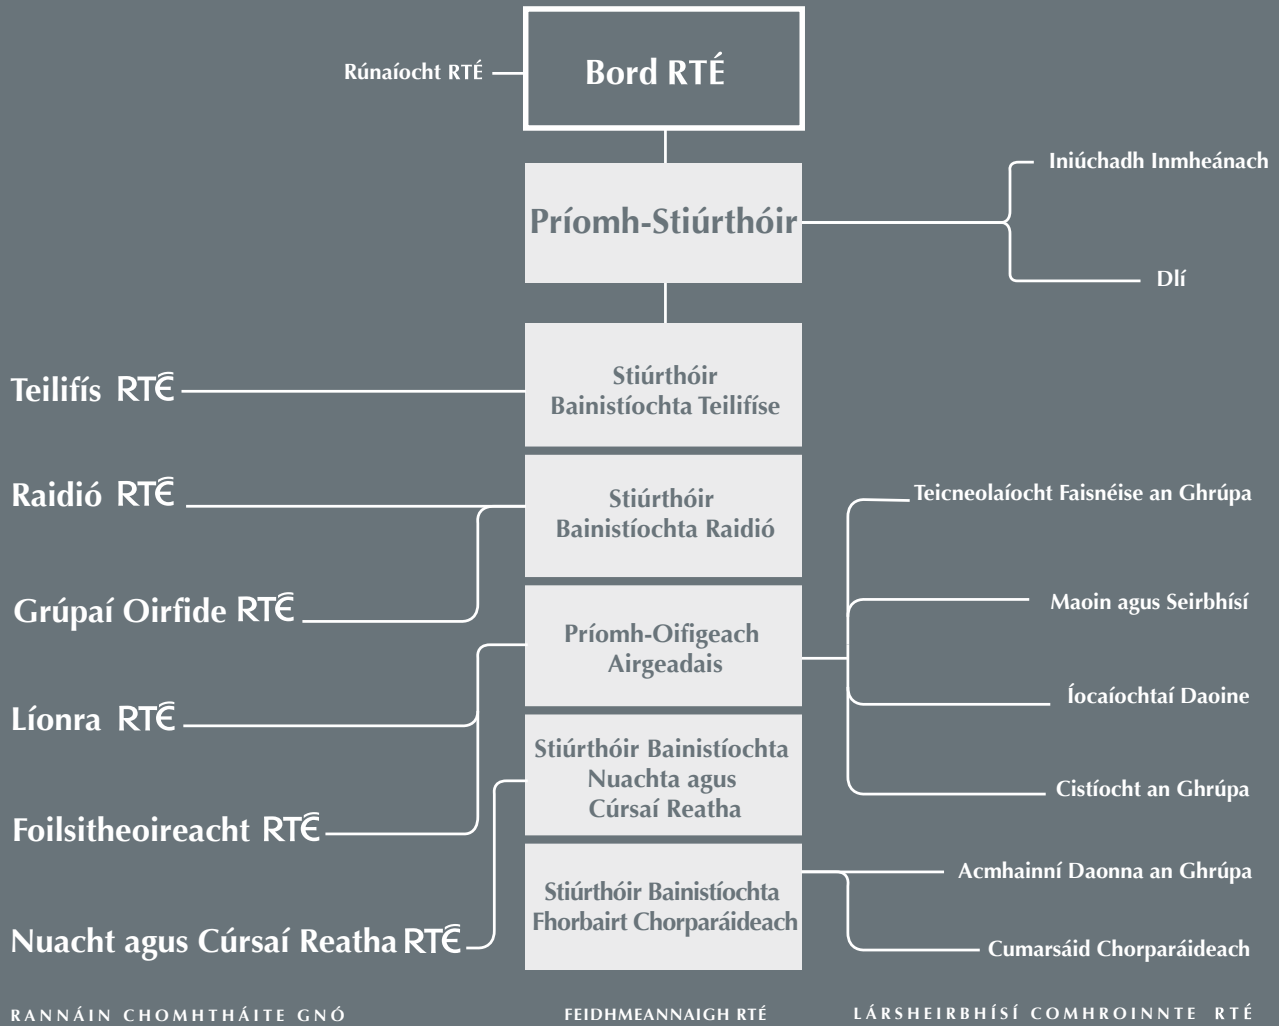 Bord RTÉ
Rúnaíocht RTÉ
Príomh-Stiúrthóir
Iniúchadh Inmheánach
Dlí
Teilifís RTÉ
Stiúrthóir
Bainistíochta Teilifíse
Raidió RTÉ
Stiúrthóir
Bainistíochta Raidió
Teicneolaíocht Faisnéise an Ghrúpa
Grúpaí Oirfide RTÉ
Príomh-Oifigeach
Airgeadais
Maoin agus Seirbhísí
Líonra RTÉ
Íocaíochtaí Daoine
Stiúrthóir Bainistíochta
Nuachta agus
Cúrsaí Reatha
Cistíocht an Ghrúpa
Foilsitheoireacht RTÉ
Stiúrthóir Bainistíochta
Fhorbairt Chorparáideach
Acmhainní Daonna an Ghrúpa
Nuacht agus Cúrsaí Reatha RTÉ
Cumarsáid Chorparáideach
RANNÁIN CHOMHTHÁITE GNÓ
FEIDHMEANNAIGH RTÉ
LÁRSHEIRBHÍSÍ COMHROINNTE RTÉ